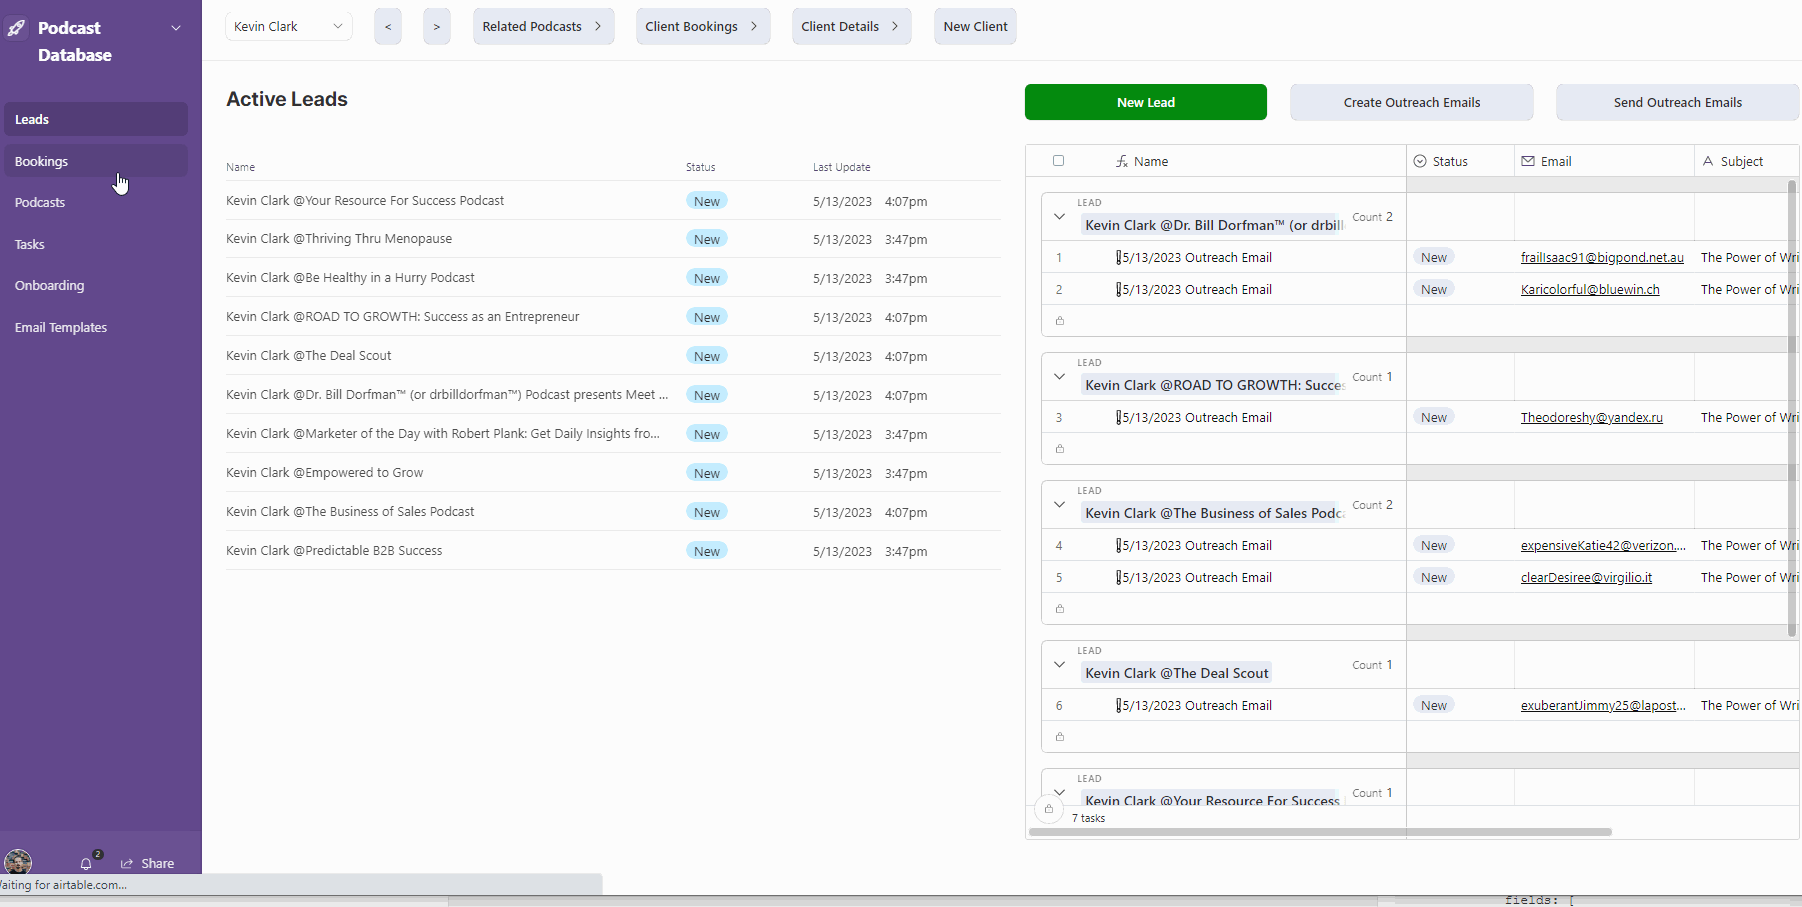 Podcast
Database
Leads
Bookings
Podcasts
Tasks
Onboarding
Email Templates
2
Share
Waiting for airtable.com...
Kevin Clark
<
>
Related Podcasts >
Client Bookings >
Client Details >
New Client
Active Leads
Name Status Last Update
Kevin Clark @Your Resource For Success Podcast New 5/13/2023 4:07pm
Kevin Clark @Thriving Thru Menopause New 5/13/2023 3:47pm
Kevin Clark @Be Healthy in a Hurry Podcast New 5/13/2023 3:47pm
Kevin Clark @ROAD TO GROWTH: Success as an Entrepreneur New 5/13/2023 4:07pm
Kevin Clark @The Deal Scout New 5/13/2023 4:07pm
Kevin Clark @Dr. Bill Dorfman™ (or drbilldorfman™) Podcast presents Meet ... New 5/13/2023 4:07pm
Kevin Clark @Marketer of the Day with Robert Plank: Get Daily Insights fro... New 5/13/2023 3:47pm
Kevin Clark @Empowered to Grow New 5/13/2023 3:47pm
Kevin Clark @The Business of Sales Podcast New 5/13/2023 4:07pm
Kevin Clark @Predictable B2B Success New 5/13/2023 3:47pm
New Lead
Create Outreach Emails
Send Outreach Emails
Name Status Email Subject
LEAD
Kevin Clark @Dr. Bill Dorfman™ (or drbill Count 2
1 5/13/2023 Outreach Email New frailIsaac91@bigpond.net.au The Power of Wri
2 5/13/2023 Outreach Email New Karicolorful@bluewin.ch The Power of Wri
LEAD
Kevin Clark @ROAD TO GROWTH: Succes Count 1
3 5/13/2023 Outreach Email New Theodoreshy@yandex.ru The Power of Wri
LEAD
Kevin Clark @The Business of Sales Podca Count 2
4 5/13/2023 Outreach Email New expensiveKatie42@verizon.... The Power of Wri
5 5/13/2023 Outreach Email New clearDesiree@virgilio.it The Power of Wri
LEAD
Kevin Clark @The Deal Scout Count 1
6 5/13/2023 Outreach Email New exuberantJimmy25@lapost... The Power of Wri
LEAD
Kevin Clark @Your Resource For Success Count 1
7 tasks
fields: [